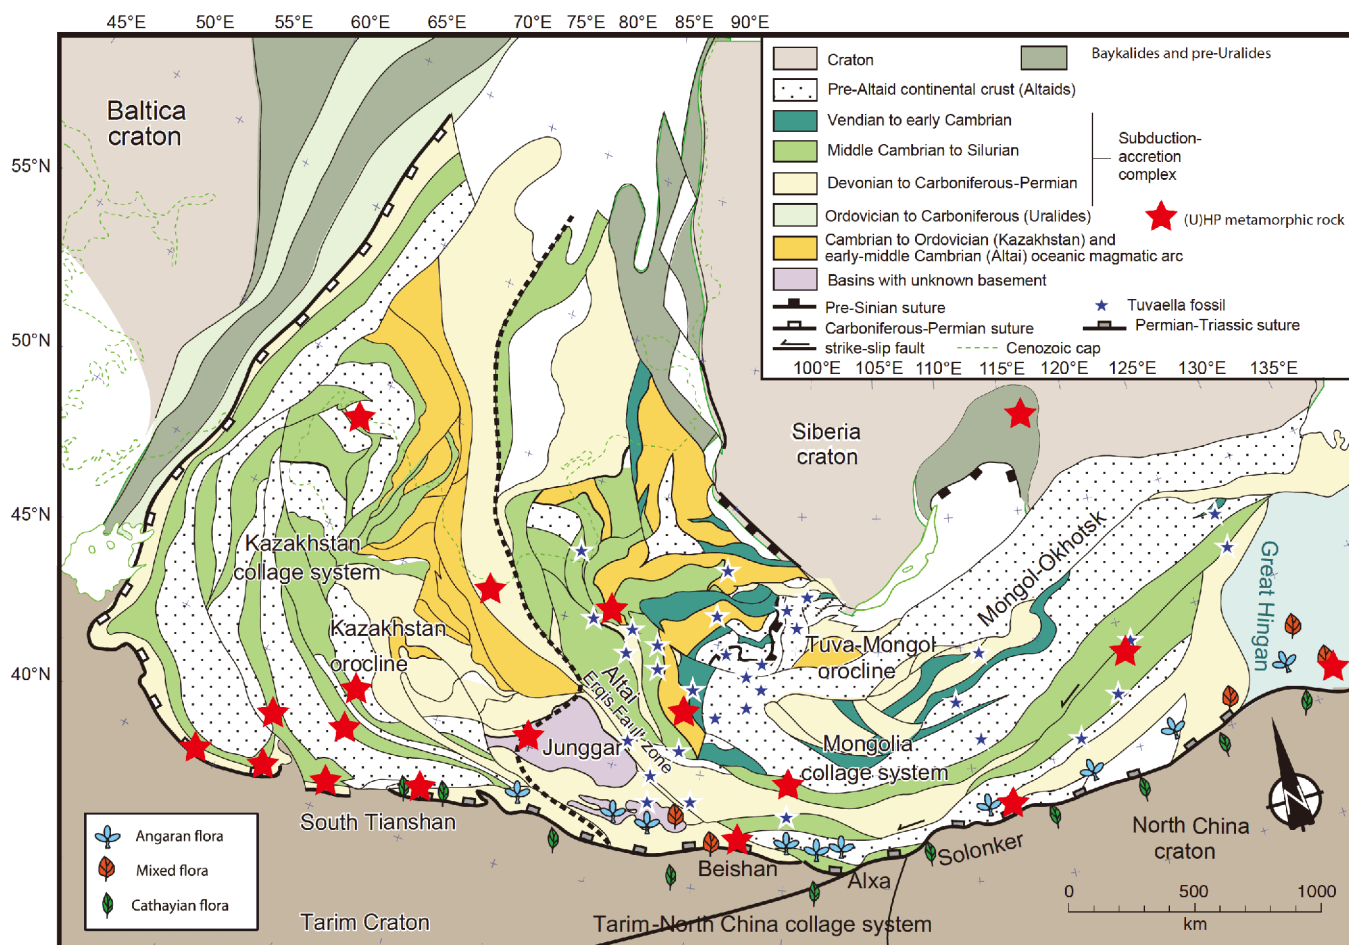 45°E 50°E 55°E 60°E 65°E 70°E 75°E 80°E 85°E 90°E
55°N
50°N
45°N
40°N
Baltica
craton
Craton
Baykalides and pre-Uralides
Pre-Altaid continental crust (Altaids)
Vendian to early Cambrian
Middle Cambrian to Silurian
Devonian to Carboniferous-Permian
Subduction-
accretion
complex
Ordovician to Carboniferous (Uralides)
(U)HP metamorphic rock
Cambrian to Ordovician (Kazakhstan) and
early-middle Cambrian (Altai) oceanic magmatic arc
Basins with unknown basement
Pre-Sinian suture
Tuvaella fossil
Carboniferous-Permian suture
Permian-Triassic suture
strike-slip fault
Cenozoic cap
100°E 105°E 110°E 115°E 120°E 125°E 130°E 135°E
Siberia
craton
Kazakhstan
collage system
Kazakhstan
orocline
Altai
Erqis Fault zone
Junggar
Tuva-Mongol
orocline
Mongol-Okhotsk
Great Hingan
Mongolia
collage system
South Tianshan
Beishan
Alxa
Solonker
North China
craton
Tarim Craton
Tarim-North China collage system
Angaran flora
Mixed flora
Cathayian flora
N
0 500 1000
km